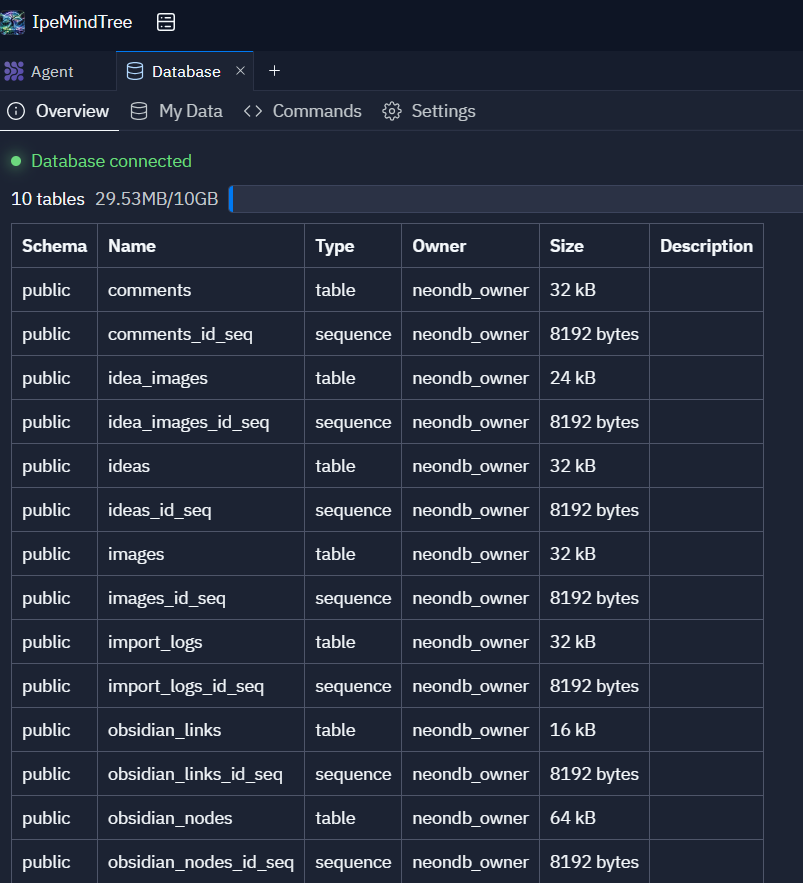 IpeMindTree
Agent
Database
Overview My Data Commands Settings
Database connected
10 tables 29.53MB/10GB
Schema Name Type Owner Size Description
public comments table neondb_owner 32 kB
public comments_id_seq sequence neondb_owner 8192 bytes
public idea_images table neondb_owner 24 kB
public idea_images_id_seq sequence neondb_owner 8192 bytes
public ideas table neondb_owner 32 kB
public ideas_id_seq sequence neondb_owner 8192 bytes
public images table neondb_owner 32 kB
public images_id_seq sequence neondb_owner 8192 bytes
public import_logs table neondb_owner 32 kB
public import_logs_id_seq sequence neondb_owner 8192 bytes
public obsidian_links table neondb_owner 16 kB
public obsidian_links_id_seq sequence neondb_owner 8192 bytes
public obsidian_nodes table neondb_owner 64 kB
public obsidian_nodes_id_seq sequence neondb_owner 8192 bytes